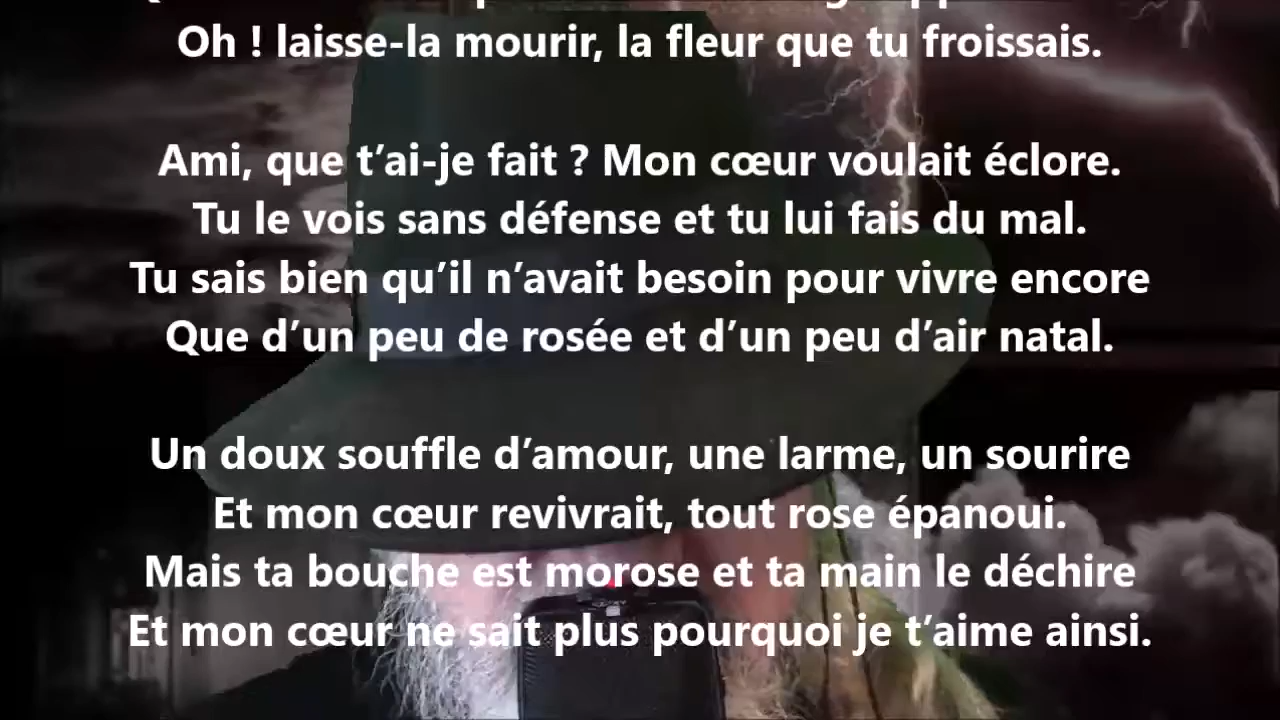 Oh ! laisse-la mourir, la fleur que tu froissais.
Ami, que t’ai-je fait ? Mon cœur voulait éclore.
Tu le vois sans défense et tu lui fais du mal.
Tu sais bien qu’il n’avait besoin pour vivre encore
Que d’un peu de rosée et d’un peu d’air natal.
Un doux souffle d’amour, une larme, un sourire
Et mon cœur revivrait, tout rose épanoui.
Mais ta bouche est morose et ta main le déchire
Et mon cœur ne sait plus pourquoi je t’aime ainsi.